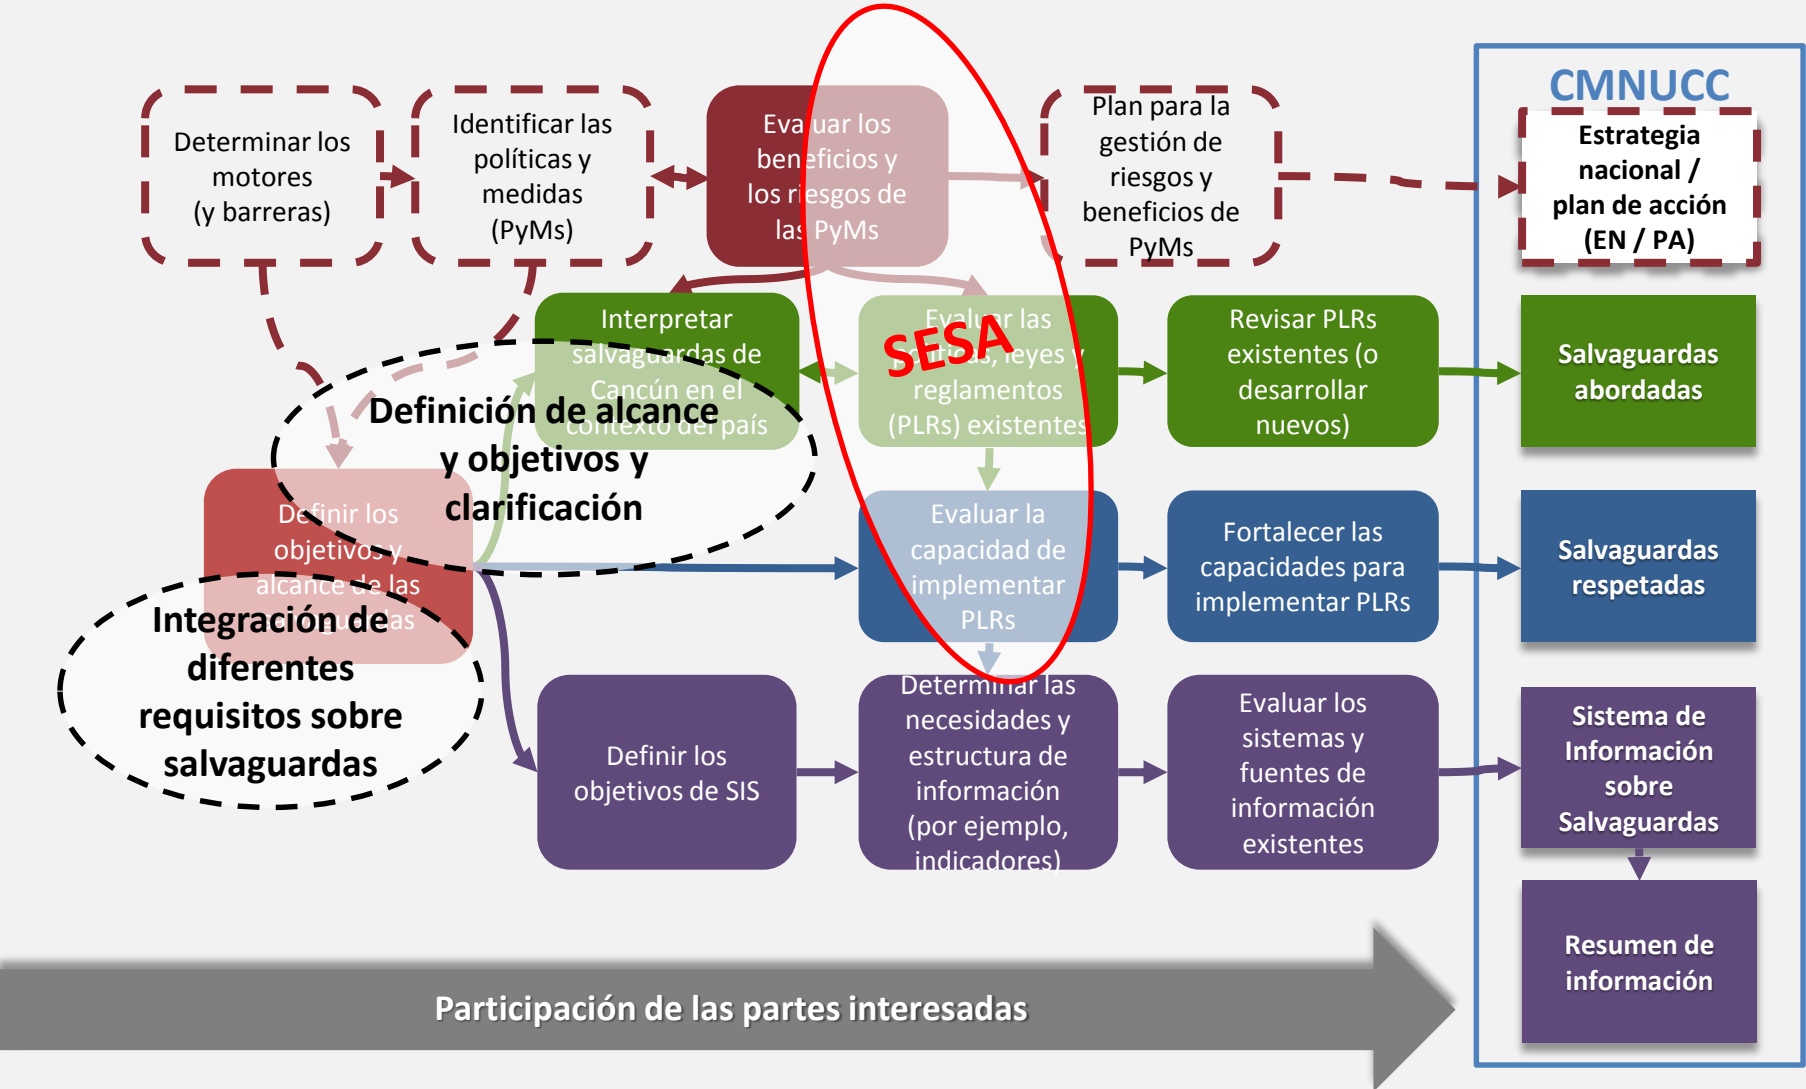 CMNUCC
Determinar los
motores
(y barreras)
Identificar las
políticas y
medidas
(PyMs)
Evaluar los
beneficios y
los riesgos de
las PyMs
Plan para la
gestión de
riesgos y
beneficios de
PyMs
Estrategia
nacional /
plan de acción
(EN / PA)
Interpretar
salvaguardas de
Cancún en el
contexto del país
Evaluar las
políticas, leyes y
reglamentos
(PLRs) existentes
SESA
Revisar PLRs
existentes (o
desarrollar
nuevos)
Salvaguardas
abordadas
Definición de alcance
y objetivos y
clarificación
Definir los
objetivos y
alcance de las
salvaguardas
Integración de
diferentes
requisitos sobre
salvaguardas
Evaluar la
capacidad de
implementar
PLRs
Fortalecer las
capacidades para
implementar PLRs
Salvaguardas
respetadas
Definir los
objetivos de SIS
Determinar las
necesidades y
estructura de
información
(por ejemplo,
indicadores)
Evaluar los
sistemas y
fuentes de
información
existentes
Sistema de
Información
sobre
Salvaguardas
Resumen de
información
Participación de las partes interesadas